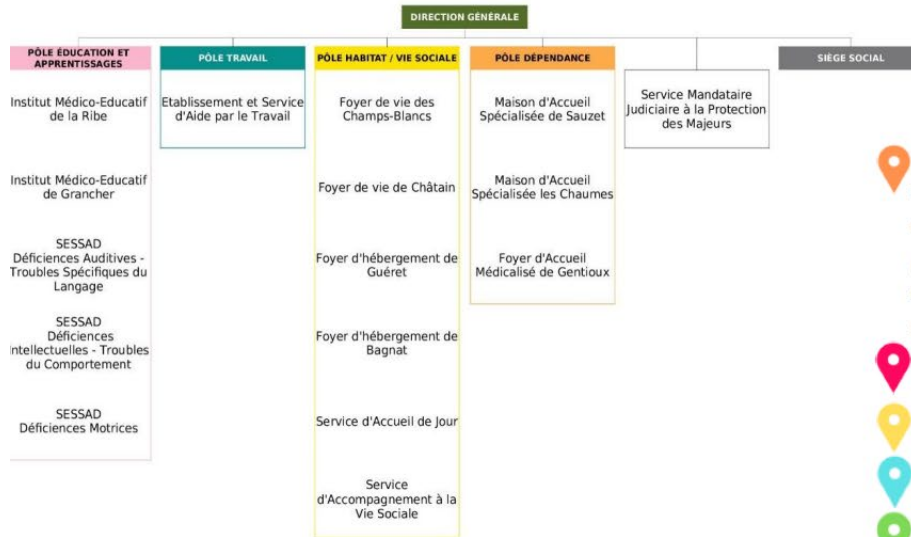 DIRECTION GÉNÉRALE
PÔLE ÉDUCATION ET
APPRENTISSAGES
Institut Médico-Educatif
de la Ribe
Institut Médico-Educatif
de Grancher
SESSAD
Déficiences Auditives -
Troubles Spécifiques du
Langage
SESSAD
Déficiences
Intellectuelles - Troubles
du Comportement
SESSAD
Déficiences Motrices
PÔLE TRAVAIL
Etablissement et Service
d'Aide par le Travail
PÔLE HABITAT / VIE SOCIALE
Foyer de vie des
Champs-Blancs
Foyer de vie de Châtain
Foyer d'hébergement de
Guéret
Foyer d'hébergement de
Bagnat
Service d'Accueil de Jour
Service
d'Accompagnement à la
Vie Sociale
PÔLE DÉPENDANCE
Maison d'Accueil
Spécialisée de Sauzet
Maison d'Accueil
Spécialisée les Chaumes
Foyer d'Accueil
Médicalisé de Gentioux
Service Mandataire
Judiciaire à la Protection
des Majeurs
SIÈGE SOCIAL